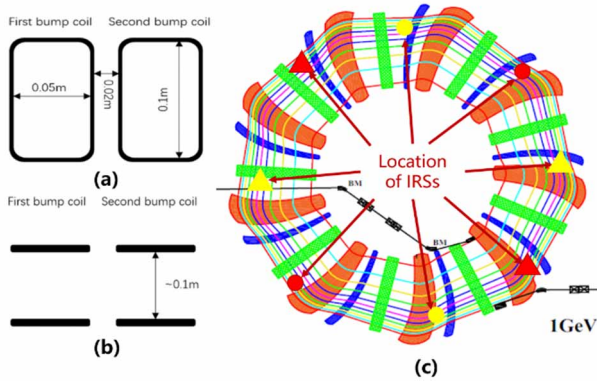 First bump coil Second bump coil
0.05m
0.02m
0.1m
(a)
First bump coil Second bump coil
~0.1m
(b)
Location
of IRSs
BM
BM
1GeV
(c)